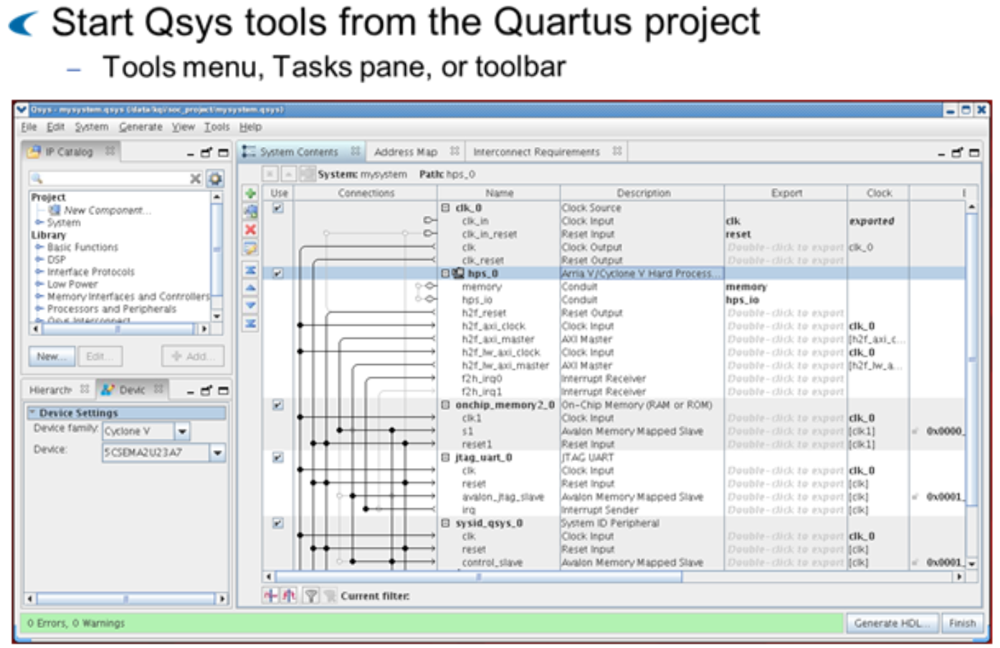 Start Qsys tools from the Quartus project
– Tools menu, Tasks pane, or toolbar
Qsys - mysystem.qsys (/data/kqi/soc_project/mysystem.qsys)
File Edit System Generate View Tools Help
IP Catalog
Project
New Component...
System
Library
Basic Functions
DSP
Interface Protocols
Low Power
Memory Interfaces and Controllers
Processors and Peripherals
Qsys Interconnect
New... Edit... Add...
Hierarch Devic
Device Settings
Device family: Cyclone V
Device: 5CSEMA2U23A7
System Contents Address Map Interconnect Requirements
System: mysystem Path: hps_0
Use Connections Name Description Export Clock
clk_0 Clock Source
clk_in Clock Input clk exported
clk_in_reset Reset Input reset
clk Clock Output Double-click to export clk_0
clk_reset Reset Output Double-click to export
hps_0 Arria V/Cyclone V Hard Process...
memory Conduit memory
hps_io Conduit hps_io
h2f_reset Reset Output Double-click to export
h2f_axi_clock Clock Input Double-click to export clk_0
h2f_axi_master AXI Master Double-click to export [h2f_axi_c...
h2f_lw_axi_clock Clock Input Double-click to export clk_0
h2f_lw_axi_master AXI Master Double-click to export [h2f_lw_a...
f2h_irq0 Interrupt Receiver Double-click to export
f2h_irq1 Interrupt Receiver Double-click to export
onchip_memory2_0 On-Chip Memory (RAM or ROM)
clk1 Clock Input Double-click to export clk_0
s1 Avalon Memory Mapped Slave Double-click to export [clk1] 0x0000_
reset1 Reset Input Double-click to export [clk1]
jtag_uart_0 JTAG UART
clk Clock Input Double-click to export clk_0
reset Reset Input Double-click to export [clk]
avalon_jtag_slave Avalon Memory Mapped Slave Double-click to export [clk] 0x0001_
irq Interrupt Sender Double-click to export [clk]
sysid_qsys_0 System ID Peripheral
clk Clock Input Double-click to export clk_0
reset Reset Input Double-click to export [clk]
control_slave Avalon Memory Mapped Slave Double-click to export [clk] 0x0001_
Current filter:
0 Errors, 0 Warnings Generate HDL... Finish